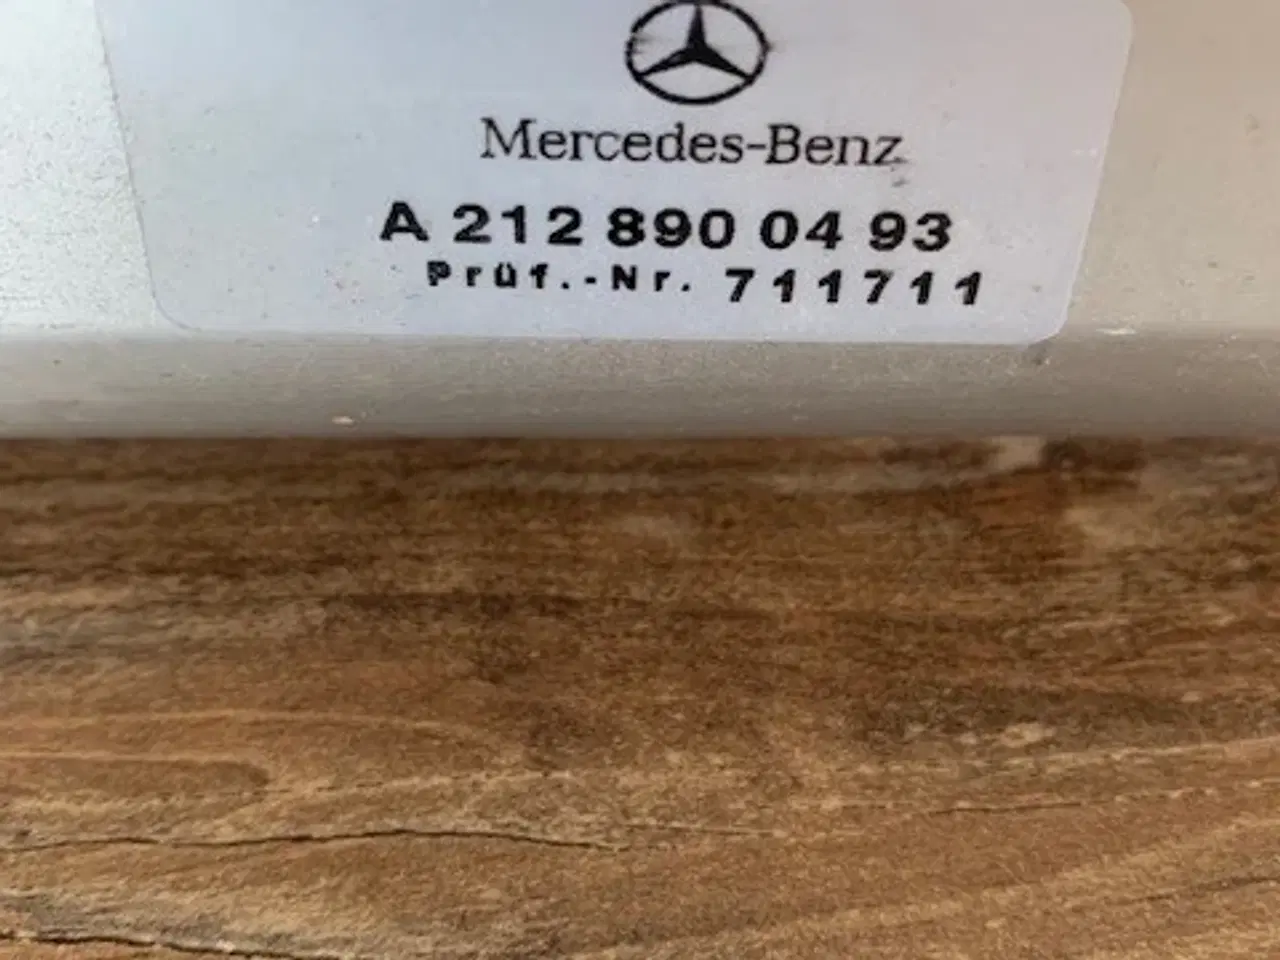 Mercedes-Benz
A 212 890 04 93
Prüf.-Nr. 711711